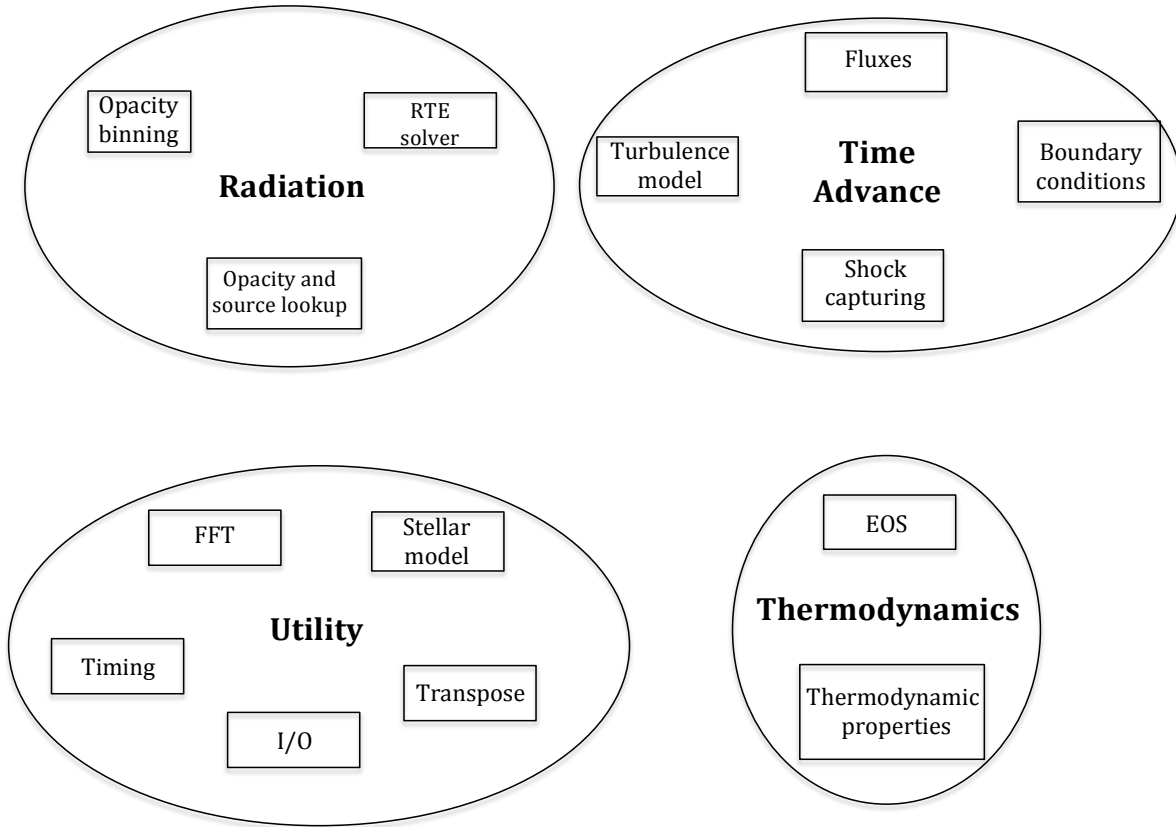 Opacity
binning
RTE
solver
Radiation
Opacity and
source lookup
Fluxes
Turbulence
model
Time
Advance
Boundary
conditions
Shock
capturing
FFT
Stellar
model
Utility
Timing
Transpose
I/O
EOS
Thermodynamics
Thermodynamic
properties